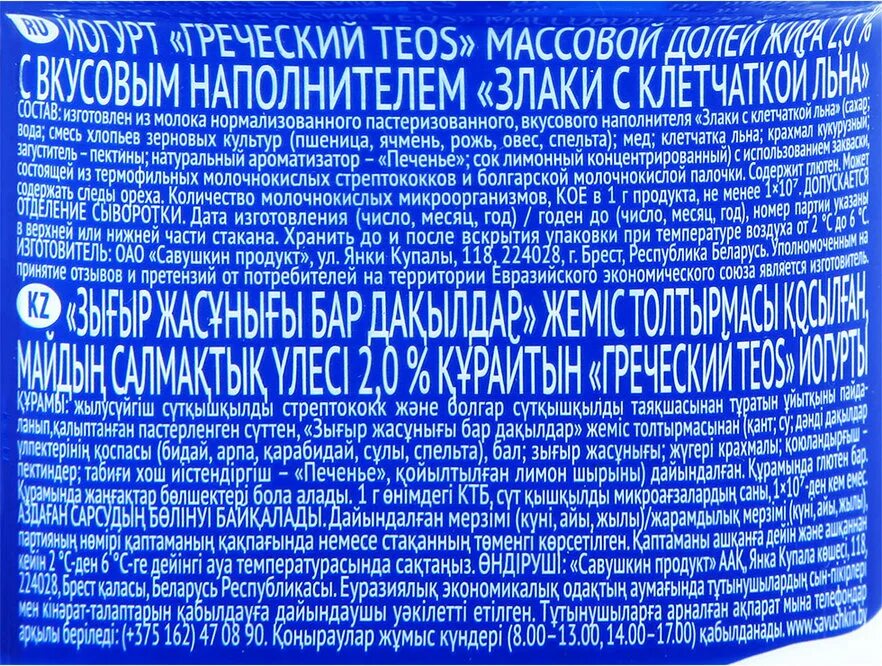 RU ЙОГУРТ «ГРЕЧЕСКИЙ TEOS» МАССОВОЙ ДОЛЕЙ ЖИРА 2,0 %
С ВКУСОВЫМ НАПОЛНИТЕЛЕМ «ЗЛАКИ С КЛЕТЧАТКОЙ ЛЬНА»
СОСТАВ: изготовлен из молока нормализованного пастеризованного, вкусового наполнителя «Злаки с клетчаткой льна» (сахар;
вода; смесь хлопьев зерновых культур (пшеница, ячмень, рожь, овес, спельта); мед; клетчатка льна; крахмал кукурузный;
загуститель – пектины; натуральный ароматизатор – «Печенье»; сок лимонный концентрированный) с использованием закваски,
состоящей из термофильных молочнокислых стрептококков и болгарской молочнокислой палочки. Содержит глютен. Может
содержать следы ореха. Количество молочнокислых микроорганизмов, КОЕ в 1 г продукта, не менее 1×10⁷. ДОПУСКАЕТСЯ
ОТДЕЛЕНИЕ СЫВОРОТКИ. Дата изготовления (число, месяц, год) / годен до (число, месяц, год), номер партии указаны
в верхней или нижней части стакана. Хранить до и после вскрытия упаковки при температуре воздуха от 2 °С до 6 °С.
ИЗГОТОВИТЕЛЬ: ОАО «Савушкин продукт», ул. Янки Купалы, 118, 224028, г. Брест, Республика Беларусь. Уполномоченным на
принятие отзывов и претензий от потребителей на территории Евразийского экономического союза является изготовитель.
KZ «ЗЫҒЫР ЖАСҰНЫҒЫ БАР ДАҚЫЛДАР» ЖЕМІС ТОЛТЫРМАСЫ ҚОСЫЛҒАН,
МАЙДЫҢ САЛМАҚТЫҚ ҮЛЕСІ 2,0 % ҚҰРАЙТЫН «ГРЕЧЕСКИЙ TEOS» ЙОГУРТЫ
ҚҰРАМЫ: жылусүйгіш сүтқышқылды стрептококк және болгар сүтқышқылды таяқшасынан тұратын ұйытқыны пайда-
ланып,қалыптанған пастерленген сүттен, «Зығыр жасұнығы бар дақылдар» жеміс толтырмасынан (қант; су; дәнді дақылдар
үлпектерінің қоспасы (бидай, арпа, қарабидай, сұлы, спельта), бал; зығыр жасұнығы; жүгері крахмалы; қоюландырғыш –
пектиндер; табиғи хош иістендіргіш – «Печенье», қойылтылған лимон шырыны) дайындалған. Құрамында глютен бар.
Құрамында жаңғақтар бөлшектері бола алады. 1 г өнімдегі КТБ, сүт қышқылды микроағзалардың саны, 1×10⁷-ден кем емес.
АЗДАҒАН САРСУДЫҢ БӨЛІНУІ БАЙҚАЛАДЫ. Дайындалған мерзімі (күні, айы, жылы)/жарамдылық мерзімі (күні, айы, жылы),
партияның нөмірі қаптаманың қақпағында немесе стақанның төменгі көрсетілген. Қаптаманы ашқанға дейін және ашқаннан
кейін 2 °С-ден 6 °С-ге дейінгі ауа температурасында сақтаңыз. ӨНДІРУШІ: «Савушкин продукт» ААҚ, Янка Купала көшесі, 118,
224028, Брест қаласы, Беларусь Республикасы. Еуразиялық экономикалық одақтың аумағында тұтынушылардың сын-пікірлері
мен кінәрат-талаптарын қабылдауға дайындаушы уәкілетті етілген. Тұтынушыларға арналған ақпарат мына телефондар
арқылы беріледі: (+375 162) 47 08 90. Қоңыраулар жұмыс күндері (8.00–13.00, 14.00–17.00) қабылданады. www.savushkin.by